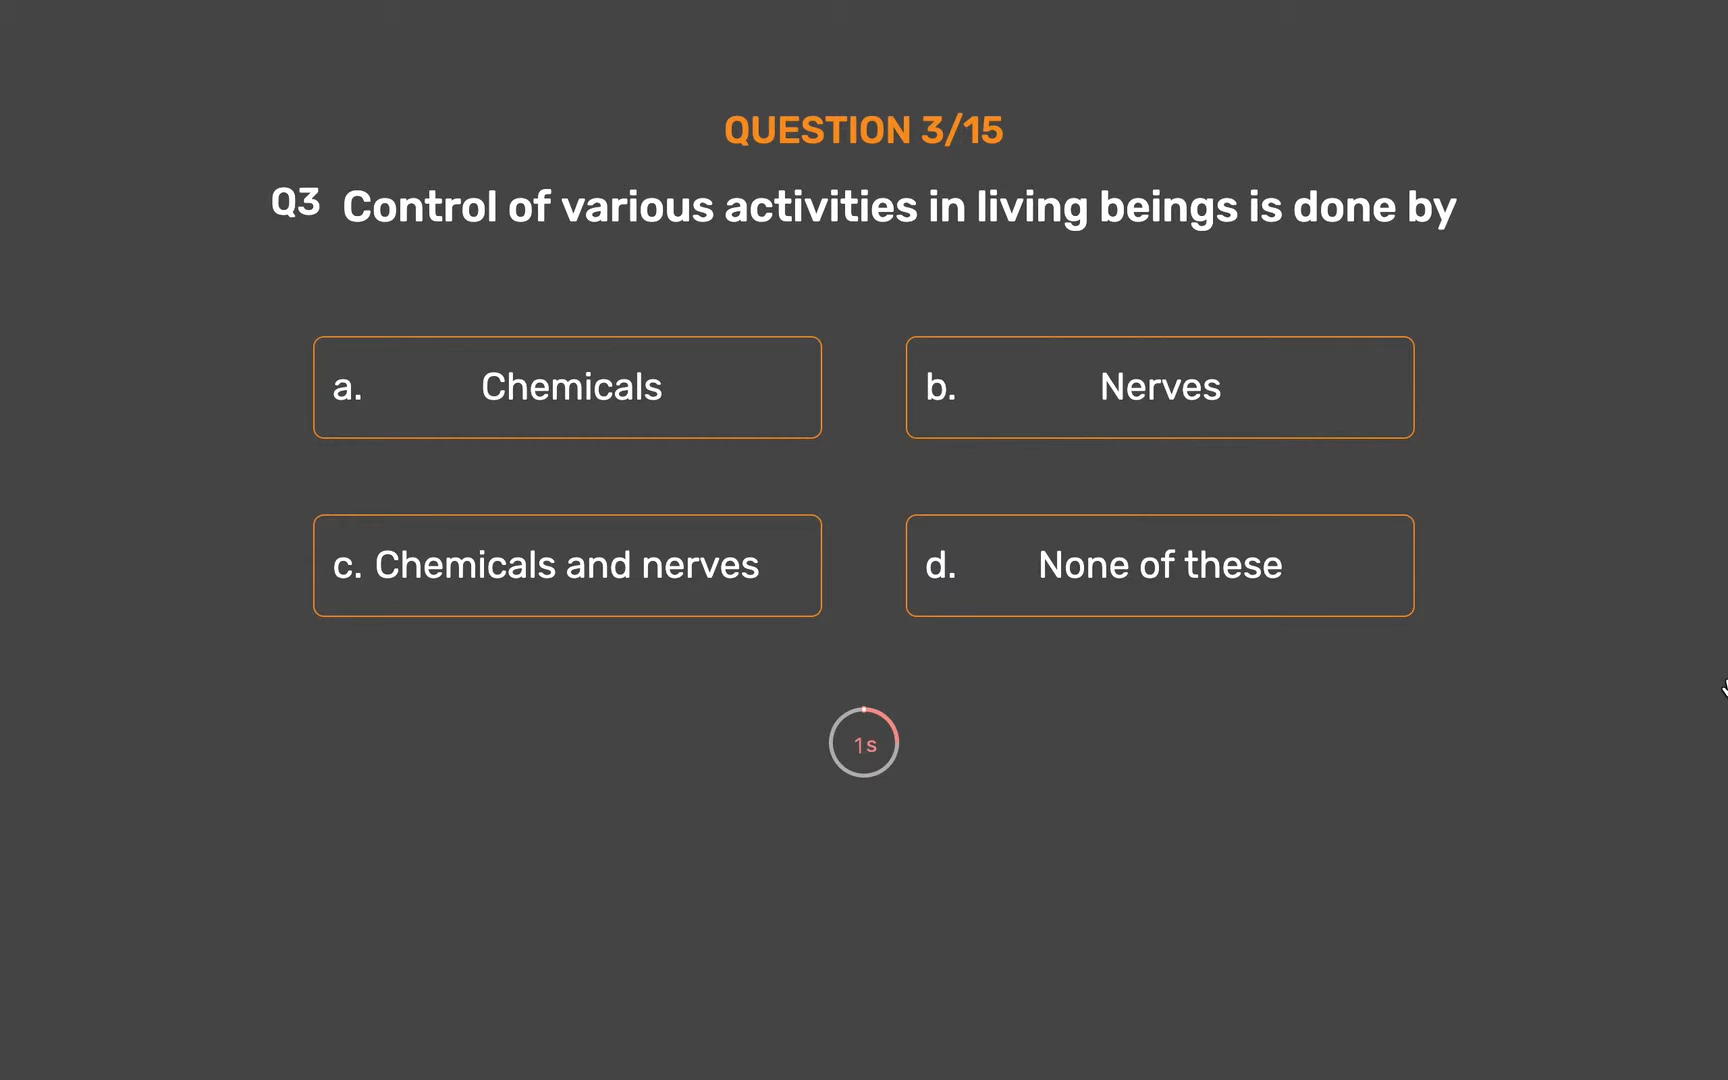 QUESTION 3/15
Q3 Control of various activities in living beings is done by
a. Chemicals
b. Nerves
c. Chemicals and nerves
d. None of these
1s